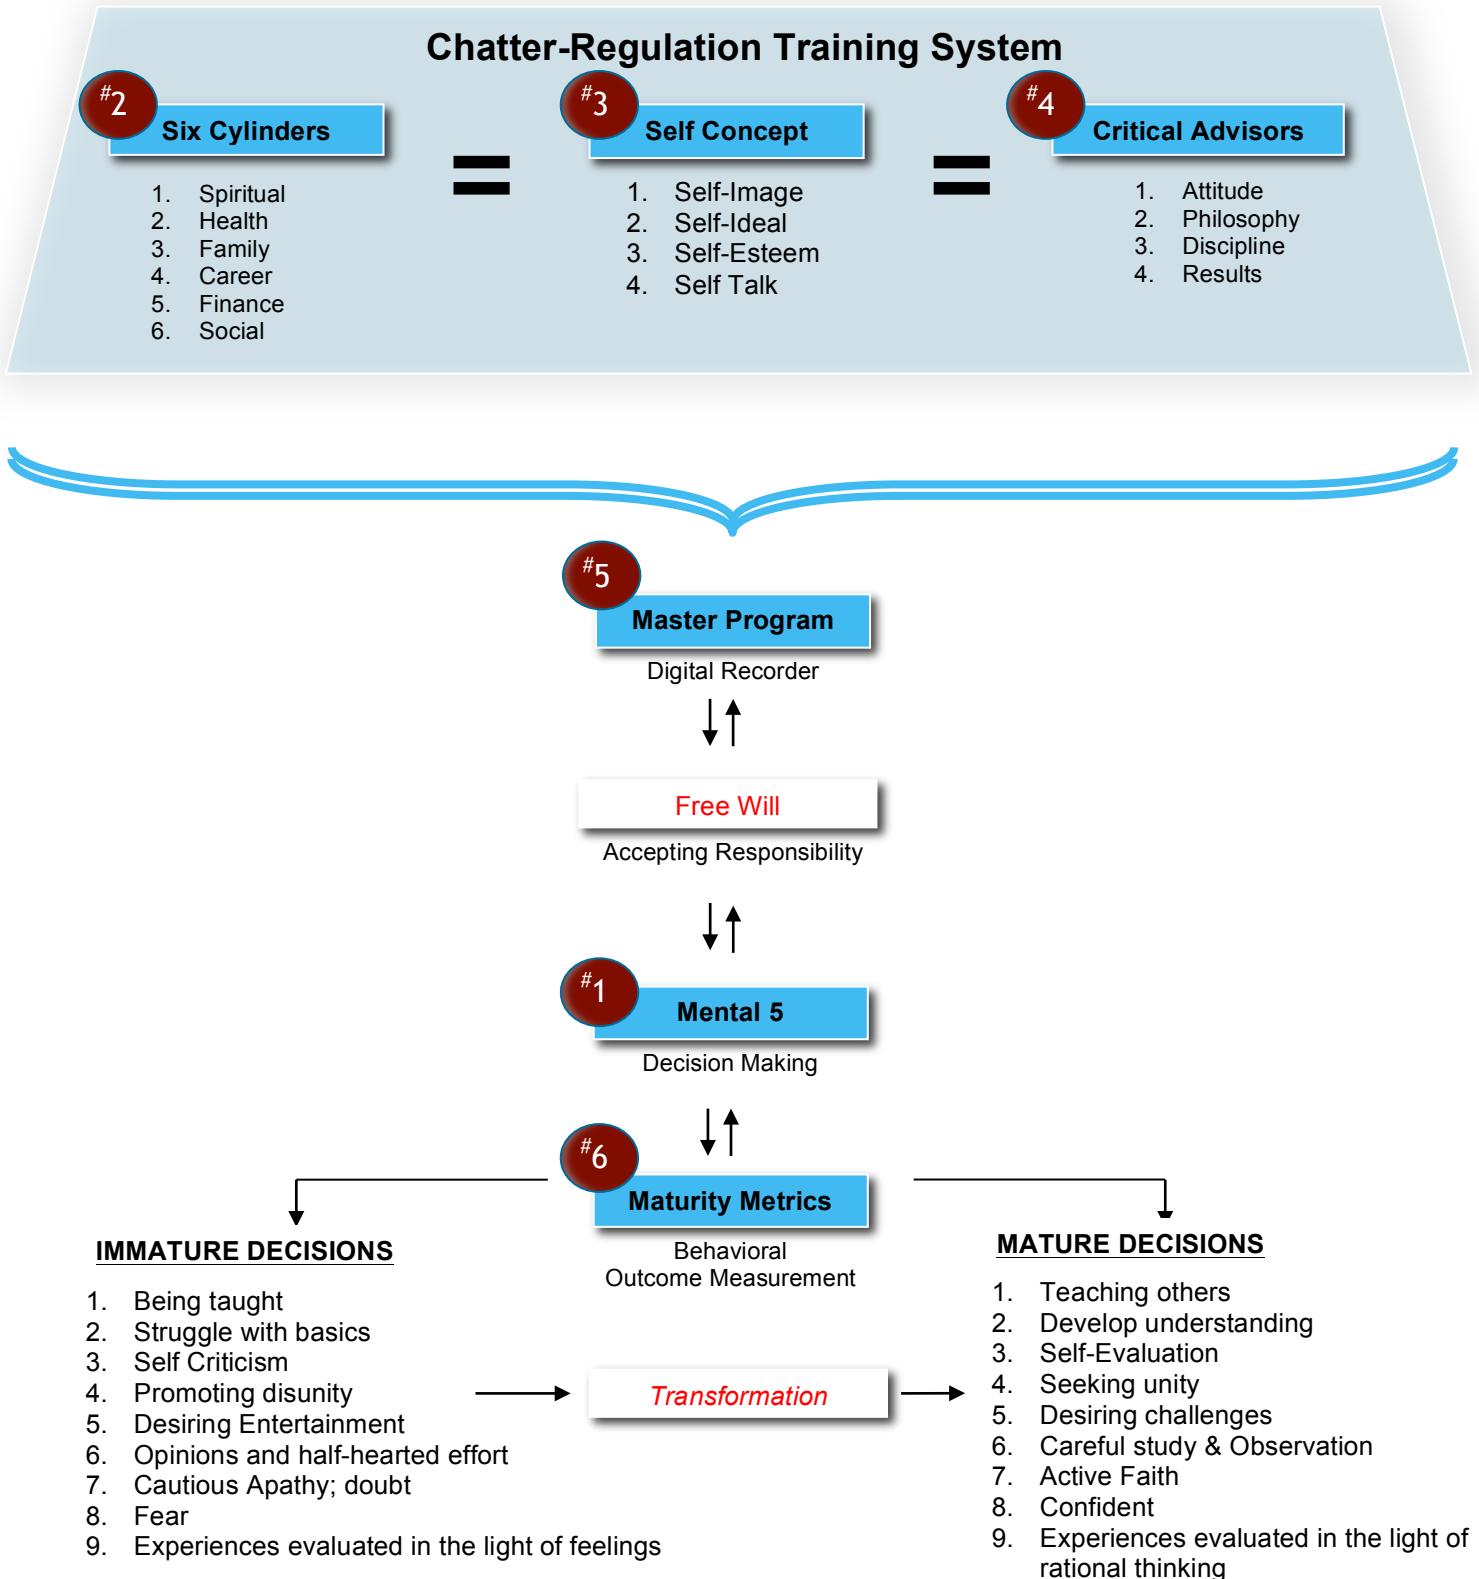 Chatter-Regulation Training System
#2
Six Cylinders
1. Spiritual
2. Health
3. Family
4. Career
5. Finance
6. Social
=
#3
Self Concept
1. Self-Image
2. Self-Ideal
3. Self-Esteem
4. Self Talk
=
#4
Critical Advisors
1. Attitude
2. Philosophy
3. Discipline
4. Results
#5
Master Program
Digital Recorder
Free Will
Accepting Responsibility
#1
Mental 5
Decision Making
#6
Maturity Metrics
Behavioral
Outcome Measurement
IMMATURE DECISIONS
1. Being taught
2. Struggle with basics
3. Self Criticism
4. Promoting disunity
5. Desiring Entertainment
6. Opinions and half-hearted effort
7. Cautious Apathy; doubt
8. Fear
9. Experiences evaluated in the light of feelings
Transformation
MATURE DECISIONS
1. Teaching others
2. Develop understanding
3. Self-Evaluation
4. Seeking unity
5. Desiring challenges
6. Careful study & Observation
7. Active Faith
8. Confident
9. Experiences evaluated in the light of
rational thinking